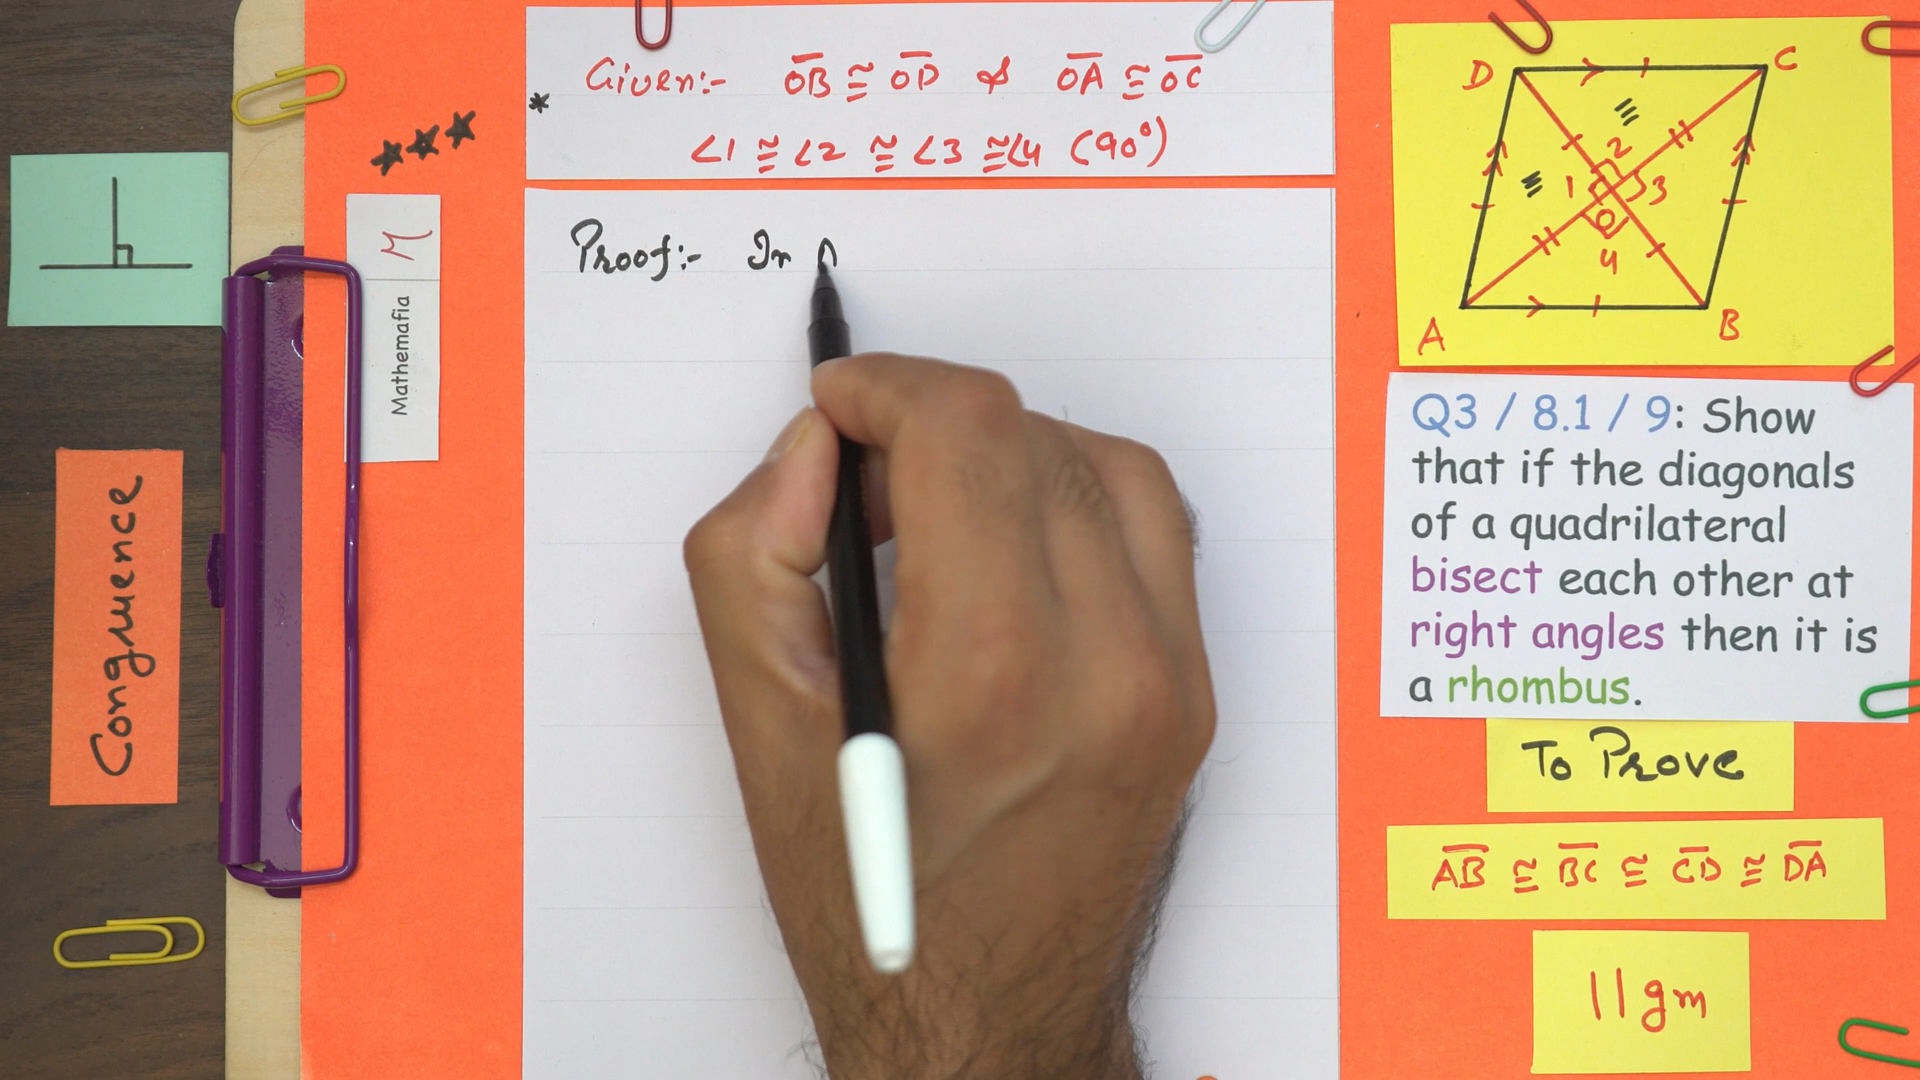 Given:- OB ≅ OD & OA ≅ OC
* ∠1 ≅ ∠2 ≅ ∠3 ≅ ∠4 (90°)
M
Mathemafia
Congruence
Proof:- In
D C
2
1 3
O
4
A B
Q3 / 8.1 / 9: Show
that if the diagonals
of a quadrilateral
bisect each other at
right angles then it is
a rhombus.
To Prove
AB ≅ BC ≅ CD ≅ DA
||gm